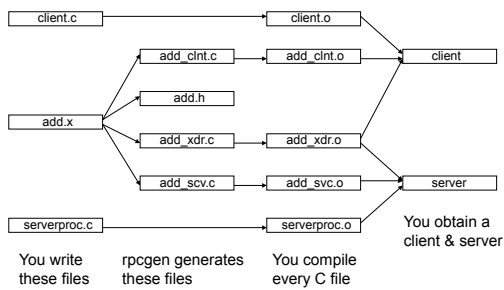 client.c
client.o
add_clnt.c
add_clnt.o
client
add.h
add.x
add_xdr.c
add_xdr.o
add_scv.c
add_svc.o
server
serverproc.c
serverproc.o
You obtain a
client & server
You write
these files
rpcgen generates
these files
You compile
every C file